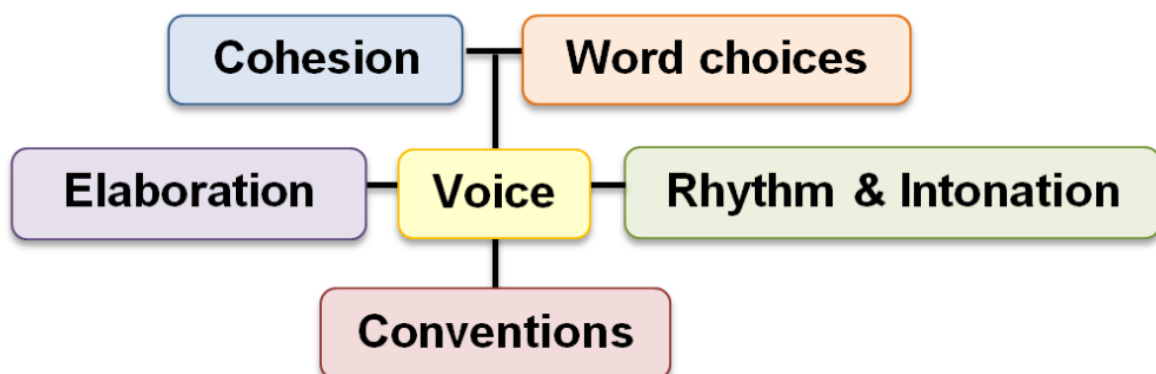 Cohesion
Word choices
Elaboration
Voice
Rhythm & Intonation
Conventions